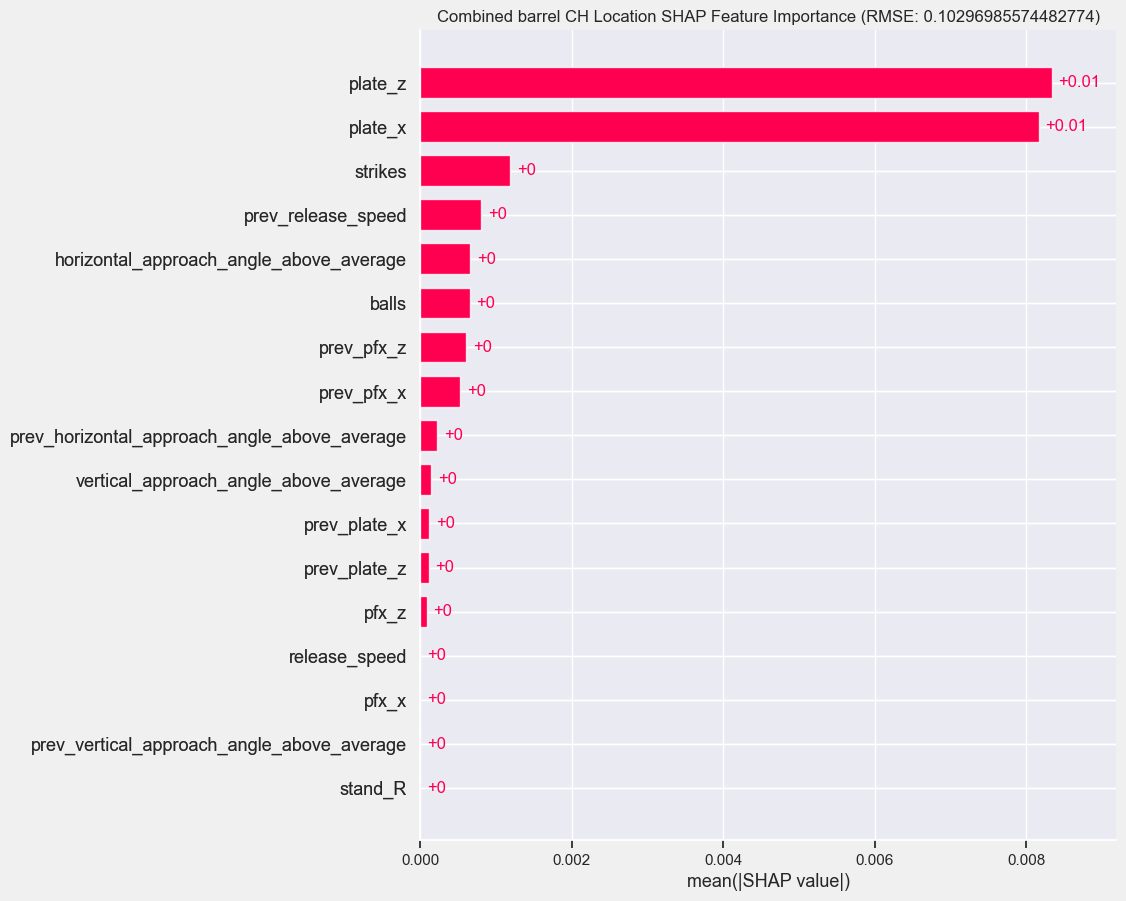 Combined barrel CH Location SHAP Feature Importance (RMSE: 0.10296985574482774)
plate_z +0.01
plate_x +0.01
strikes +0
prev_release_speed +0
horizontal_approach_angle_above_average +0
balls +0
prev_pfx_z +0
prev_pfx_x +0
prev_horizontal_approach_angle_above_average +0
vertical_approach_angle_above_average +0
prev_plate_x +0
prev_plate_z +0
pfx_z +0
release_speed +0
pfx_x +0
prev_vertical_approach_angle_above_average +0
stand_R +0
0.000 0.002 0.004 0.006 0.008
mean(|SHAP value|)